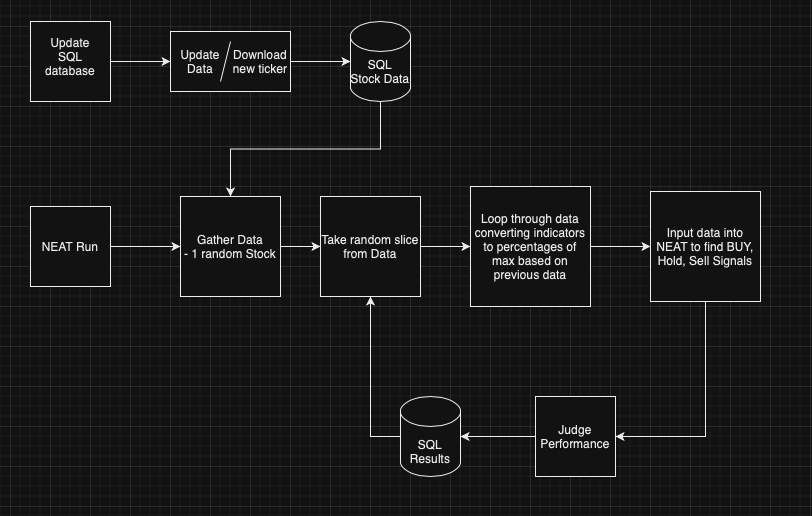 Update
SQL
database
Update
Data
Download
new ticker
SQL
Stock Data
NEAT Run
Gather Data
- 1 random Stock
Take random slice
from Data
Loop through data
converting indicators
to percentages of
max based on
previous data
Input data into
NEAT to find BUY,
Hold, Sell Signals
SQL
Results
Judge
Performance